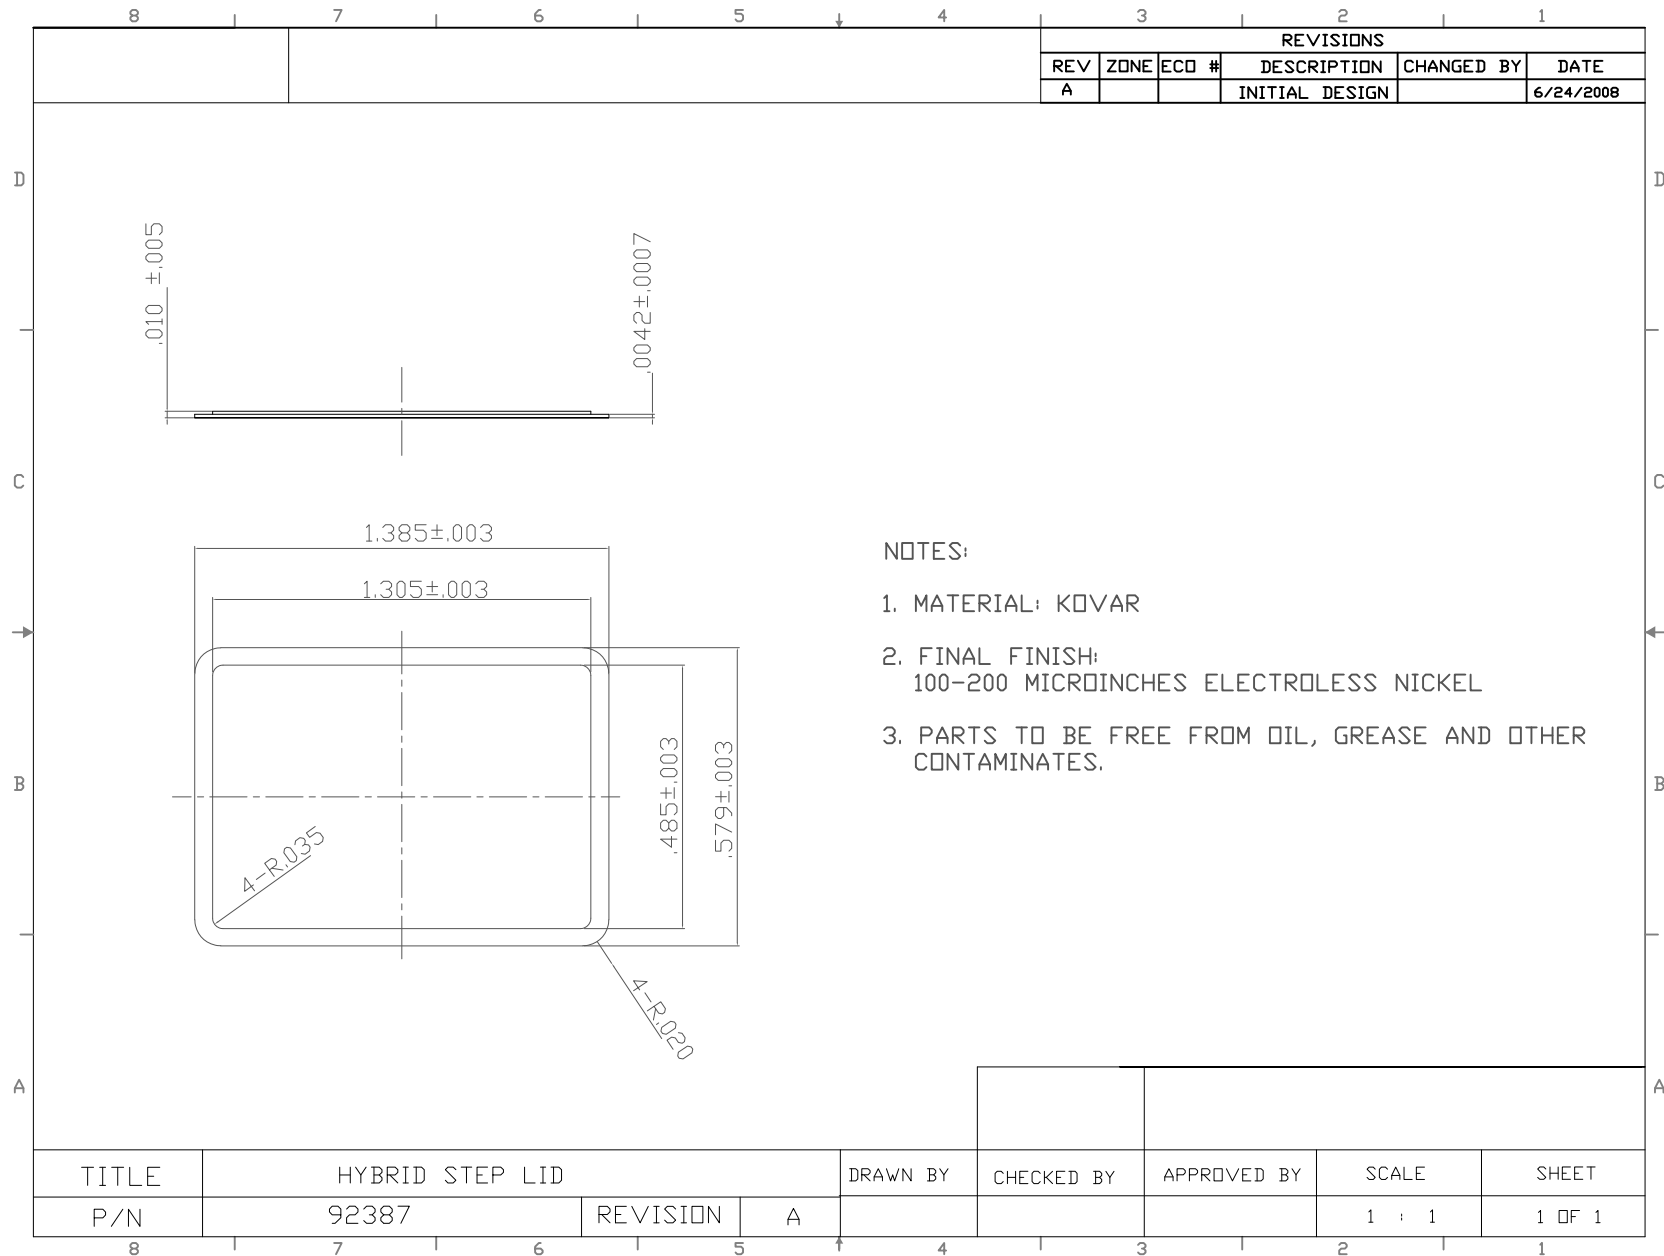 8 7 6 5 4 3 2 1
REVISIONS
REV ZONE ECO # DESCRIPTION CHANGED BY DATE
A INITIAL DESIGN 6/24/2008
D D
.010 ±.005
.0042±.0007
C C
1.385±.003
1.305±.003
NOTES:
1. MATERIAL: KOVAR
2. FINAL FINISH:
100-200 MICROINCHES ELECTROLESS NICKEL
3. PARTS TO BE FREE FROM OIL, GREASE AND OTHER
CONTAMINATES.
.485±.003
.579±.003
B B
4-R.035
4-R.020
A A
TITLE HYBRID STEP LID DRAWN BY CHECKED BY APPROVED BY SCALE SHEET
P/N 92387 REVISION A 1 : 1 1 OF 1
8 7 6 5 4 3 2 1